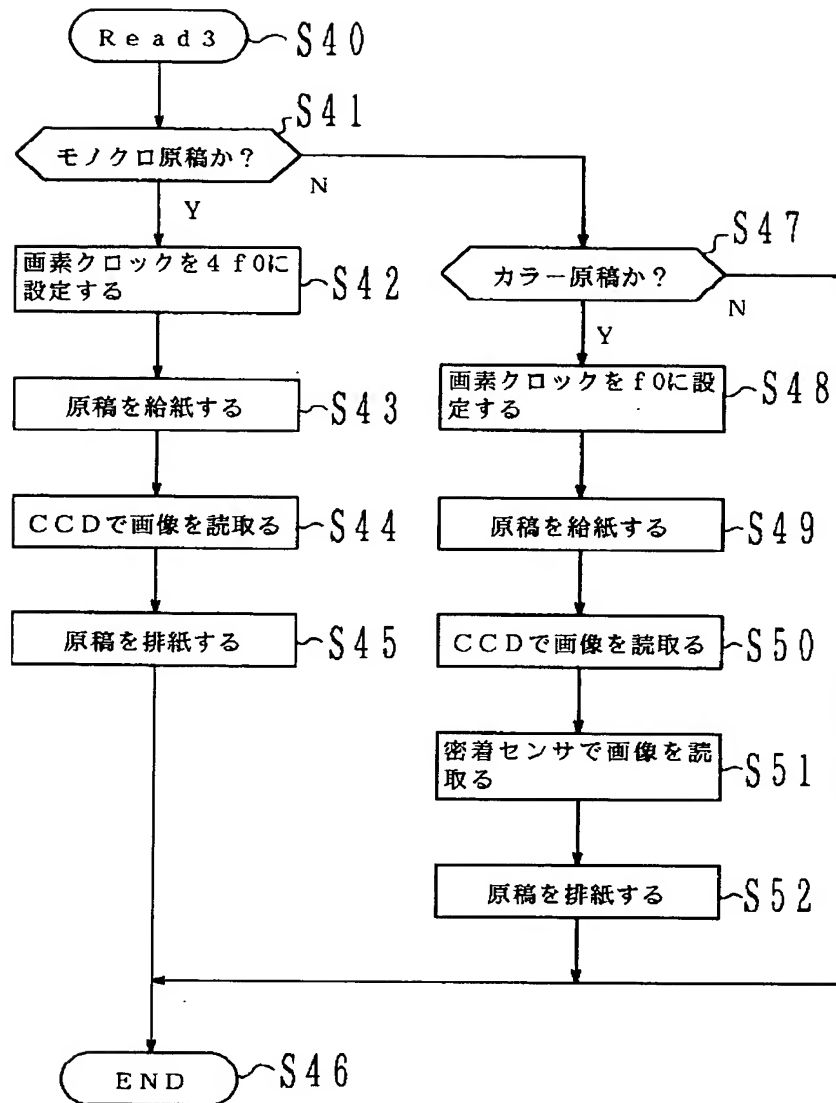 Read3
S40
S41
モノクロ原稿か？
N
Y
S47
カラー原稿か？
N
Y
画素クロックを４ｆ０に
設定する
S42
画素クロックをｆ０に設
定する
S48
原稿を給紙する
S43
原稿を給紙する
S49
ＣＣＤで画像を読取る
S44
ＣＣＤで画像を読取る
S50
原稿を排紙する
S45
密着センサで画像を読
取る
S51
原稿を排紙する
S52
END
S46